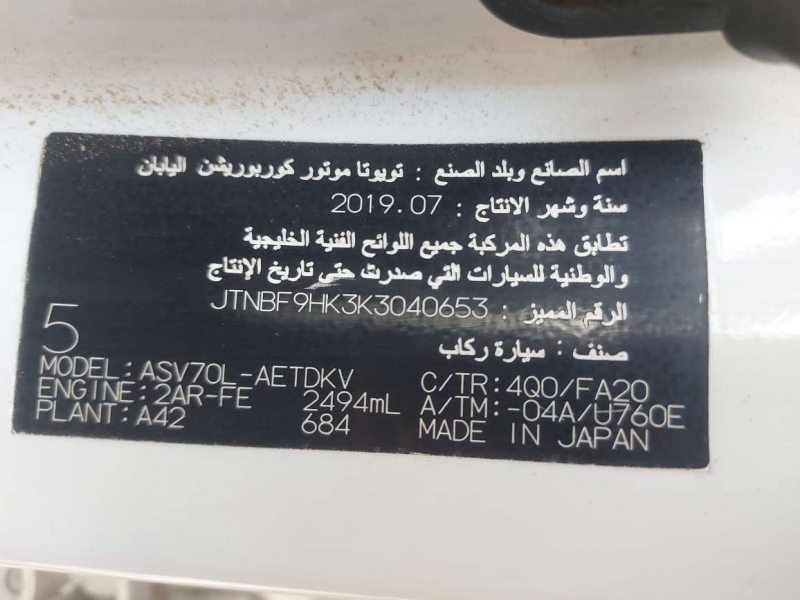 اسم الصانع وبلد الصنع : تويوتا موتور كوربوريشن اليابان
سنة وشهر الانتاج : 2019.07
تطابق هذه المركبة جميع اللوائح الفنية الخليجية
والوطنية للسيارات التي صدرت حتى تاريخ الإنتاج
الرقم المميز : JTNBF9HK3K3040653
صنف : سيارة ركاب
5
MODEL:ASV70L-AETDKV C/TR:4Q0/FA20
ENGINE:2AR-FE 2494mL A/TM:-04A/U760E
PLANT:A42 684 MADE IN JAPAN